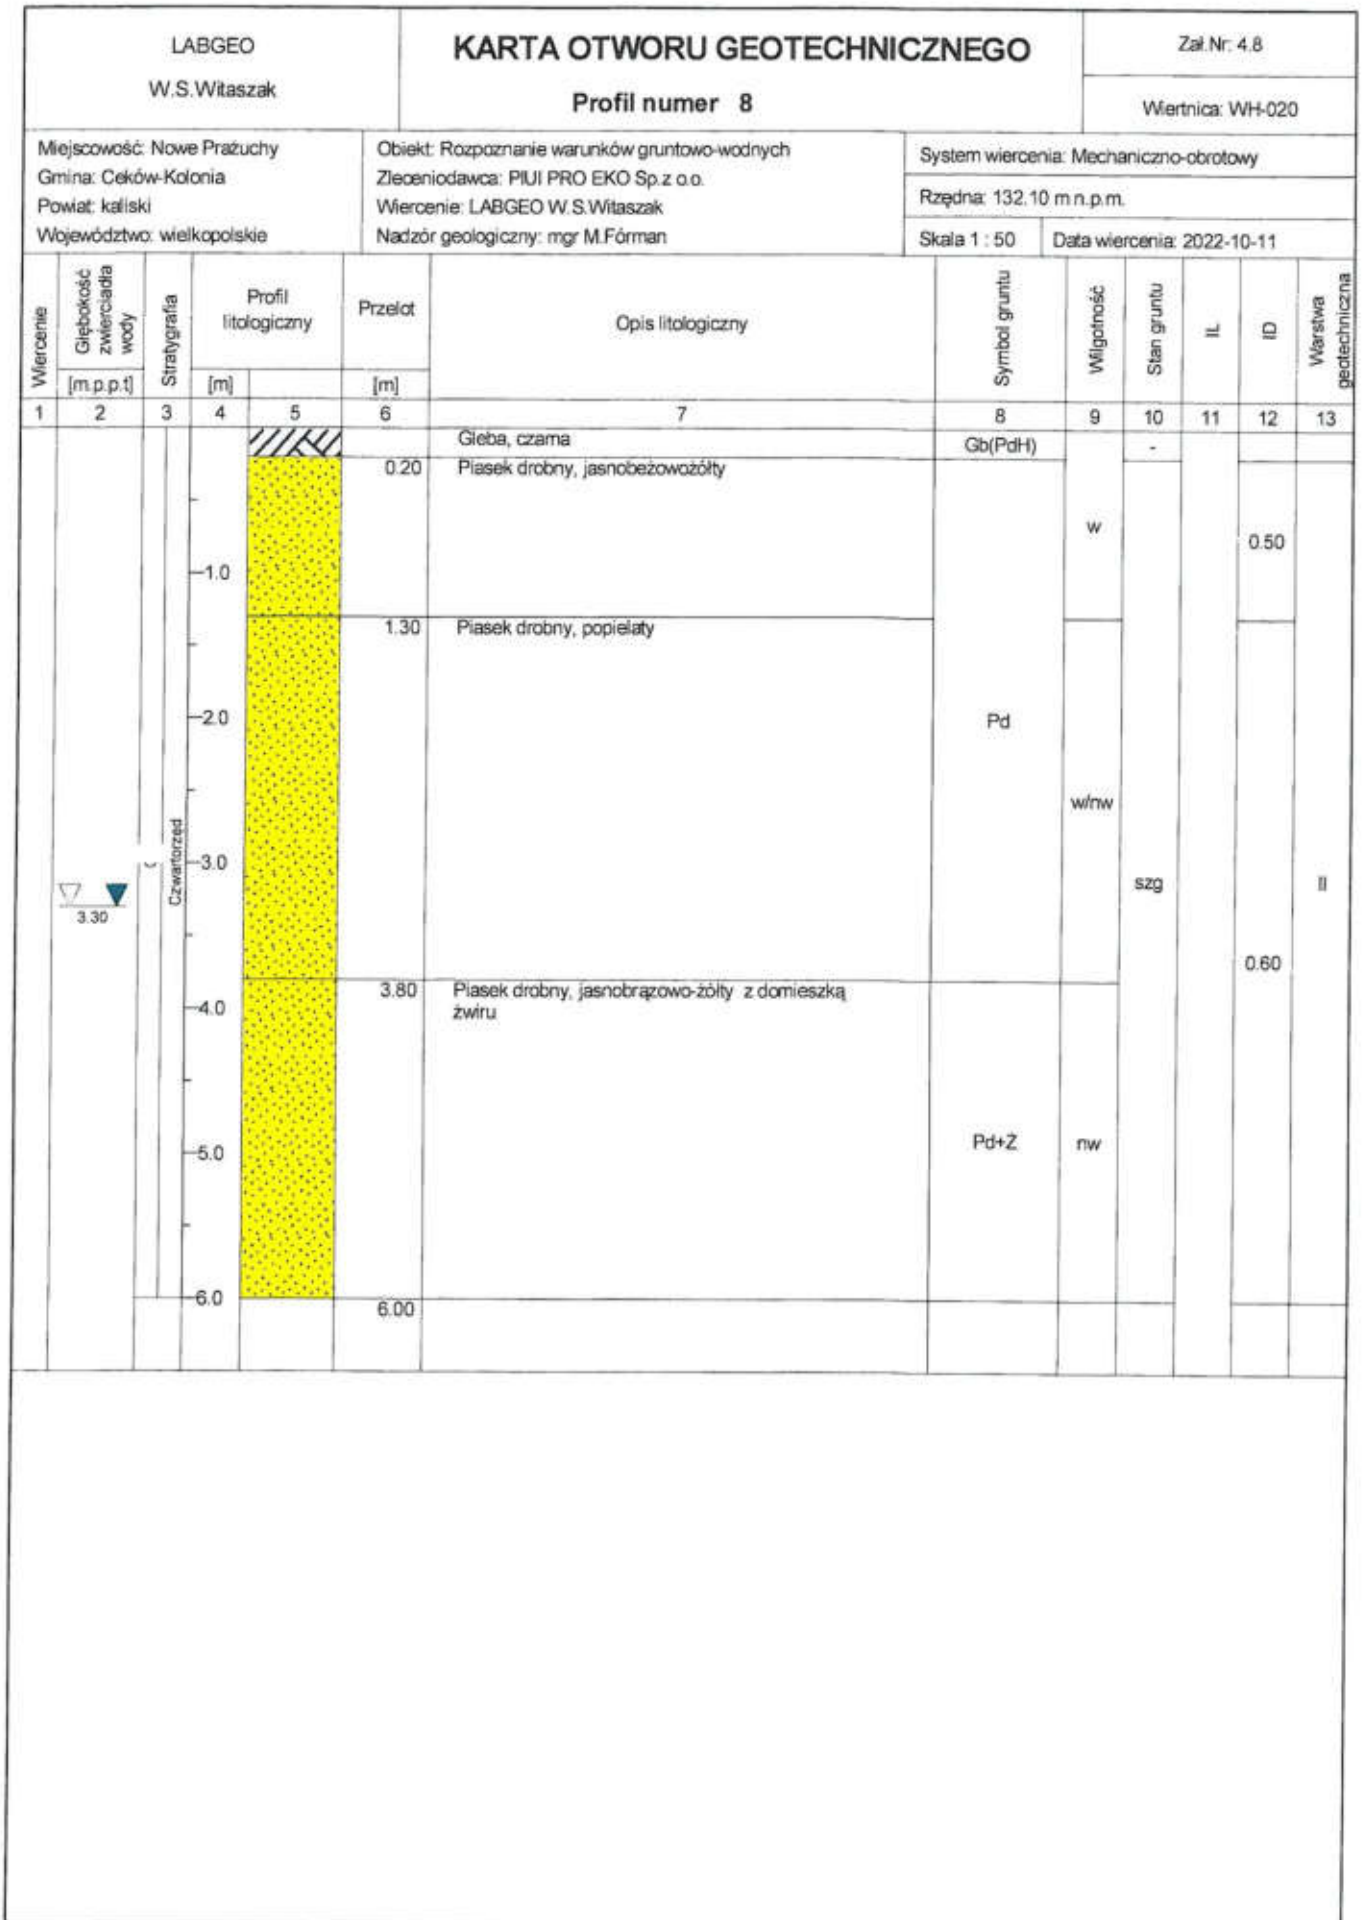 LABGEO
W.S.Witaszak
KARTA OTWORU GEOTECHNICZNEGO
Profil numer 8
Zał.Nr: 4.8
Wiertnica: WH-020
Miejscowość: Nowe Prażuchy
Gmina: Ceków-Kolonia
Powiat: kaliski
Województwo: wielkopolskie
Obiekt: Rozpoznanie warunków gruntowo-wodnych
Zleceniodawca: PIUI PRO EKO Sp.z o.o.
Wiercenie: LABGEO W.S.Witaszak
Nadzór geologiczny: mgr M.Fórman
System wiercenia: Mechaniczno-obrotowy
Rzędna: 132.10 m n.p.m.
Skala 1 : 50
Data wiercenia: 2022-10-11
Wiercenie
Głębokość zwierciadła wody
[m.p.p.t]
Stratygrafia
Profil litologiczny
[m]
Przelot
[m]
Opis litologiczny
Symbol gruntu
Wilgotność
Stan gruntu
IL
ID
Warstwa geotechniczna
1 2 3 4 5 6 7 8 9 10 11 12 13
Gleba, czarna
Gb(PdH)
-
0.20 Piasek drobny, jasnobeżowożółty
w
0.50
1.0
1.30 Piasek drobny, popielaty
2.0
Pd
w/nw
Czwartorzęd
3.0
3.30
szg
II
0.60
3.80 Piasek drobny, jasnobrązowo-żółty z domieszką
żwiru
4.0
5.0
Pd+Ż
nw
6.0
6.00